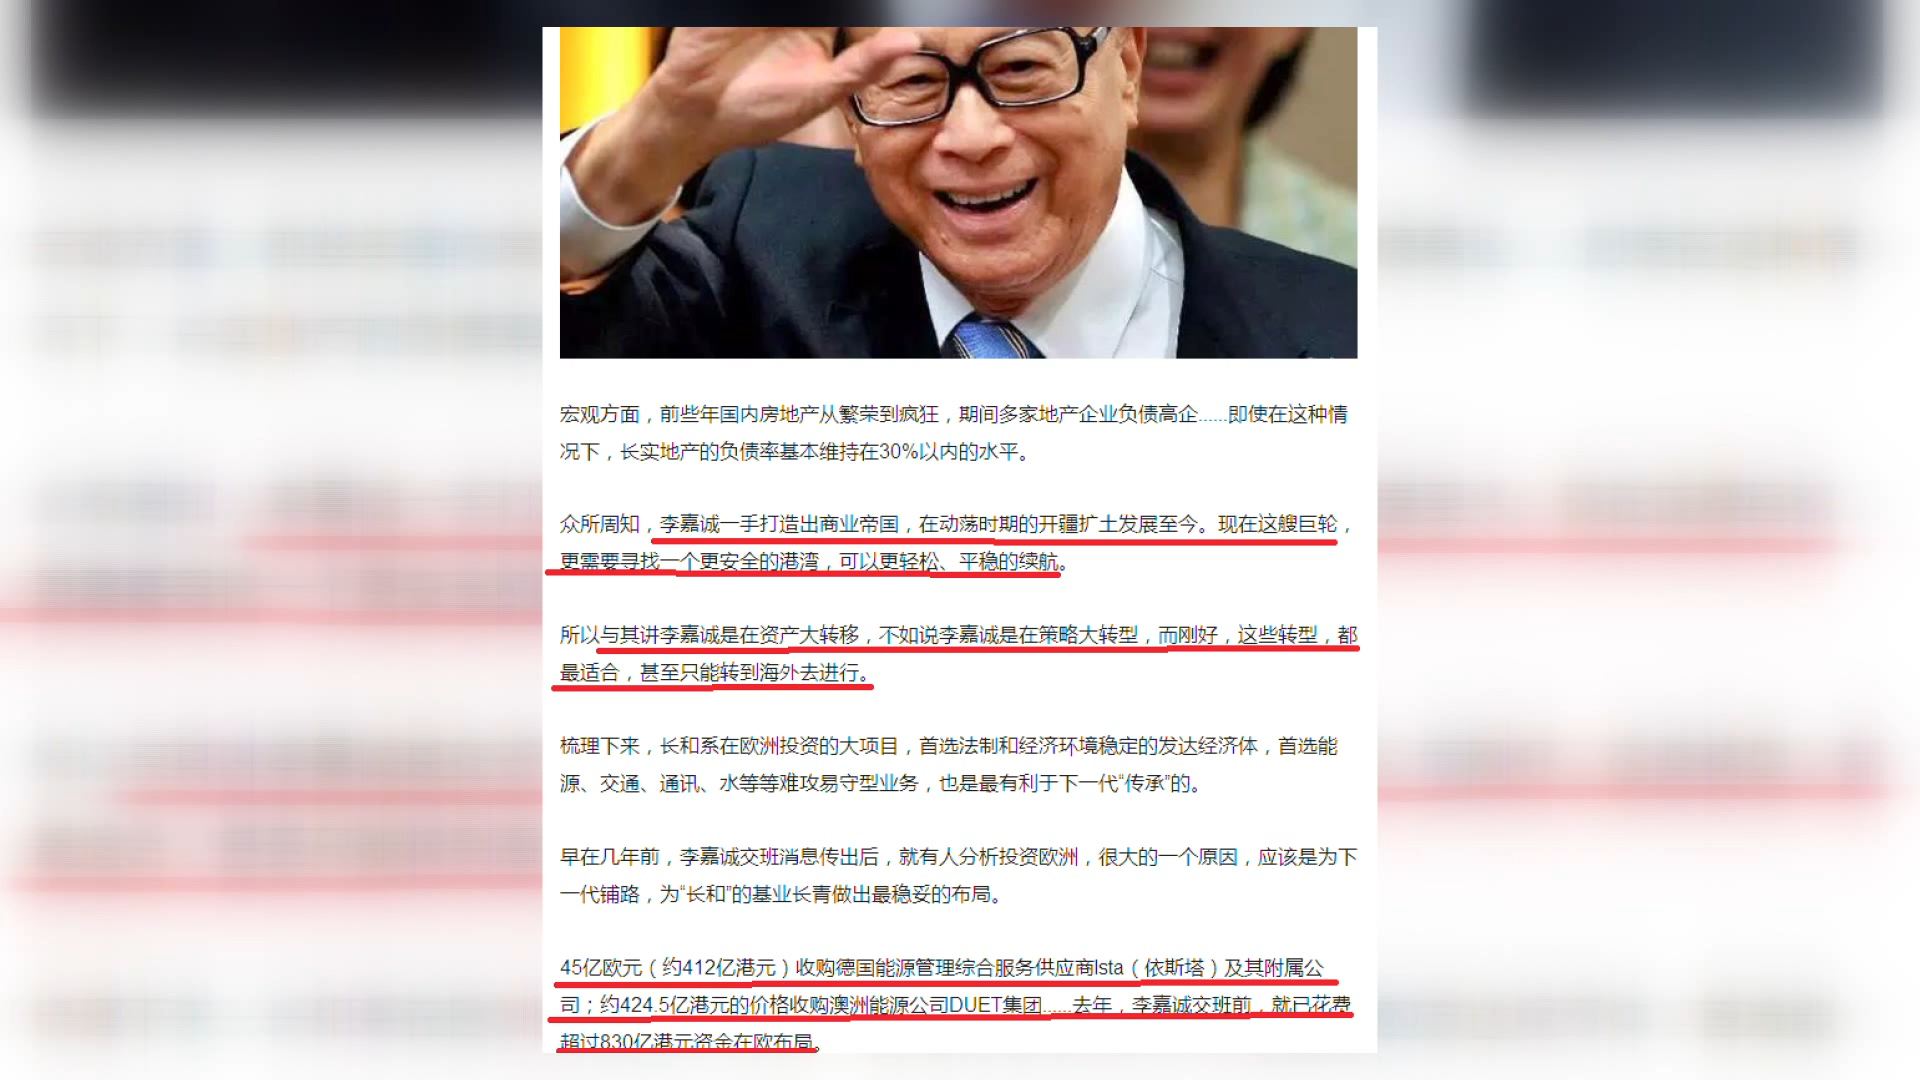 宏观方面，前些年国内房地产从繁荣到疯狂，期间多家地产企业负债高企......即使在这种情
况下，长实地产的负债率基本维持在30%以内的水平。
众所周知，李嘉诚一手打造出商业帝国，在动荡时期的开疆扩土发展至今。现在这艘巨轮，
更需要寻找一个更安全的港湾，可以更轻松、平稳的续航。
所以与其讲李嘉诚是在资产大转移，不如说李嘉诚是在策略大转型，而刚好，这些转型，都
最适合，甚至只能转到海外去进行。
梳理下来，长和系在欧洲投资的大项目，首选法制和经济环境稳定的发达经济体，首选能
源、交通、通讯、水等等难攻易守型业务，也是最有利于下一代“传承”的。
早在几年前，李嘉诚交班消息传出后，就有人分析投资欧洲，很大的一个原因，应该是为下
一代铺路，为“长和”的基业长青做出最稳妥的布局。
45亿欧元（约412亿港元）收购德国能源管理综合服务供应商Ista（依斯塔）及其附属公
司；约424.5亿港元的价格收购澳洲能源公司DUET集团......去年，李嘉诚交班前，就已花费
超过830亿港元资金在欧布局。